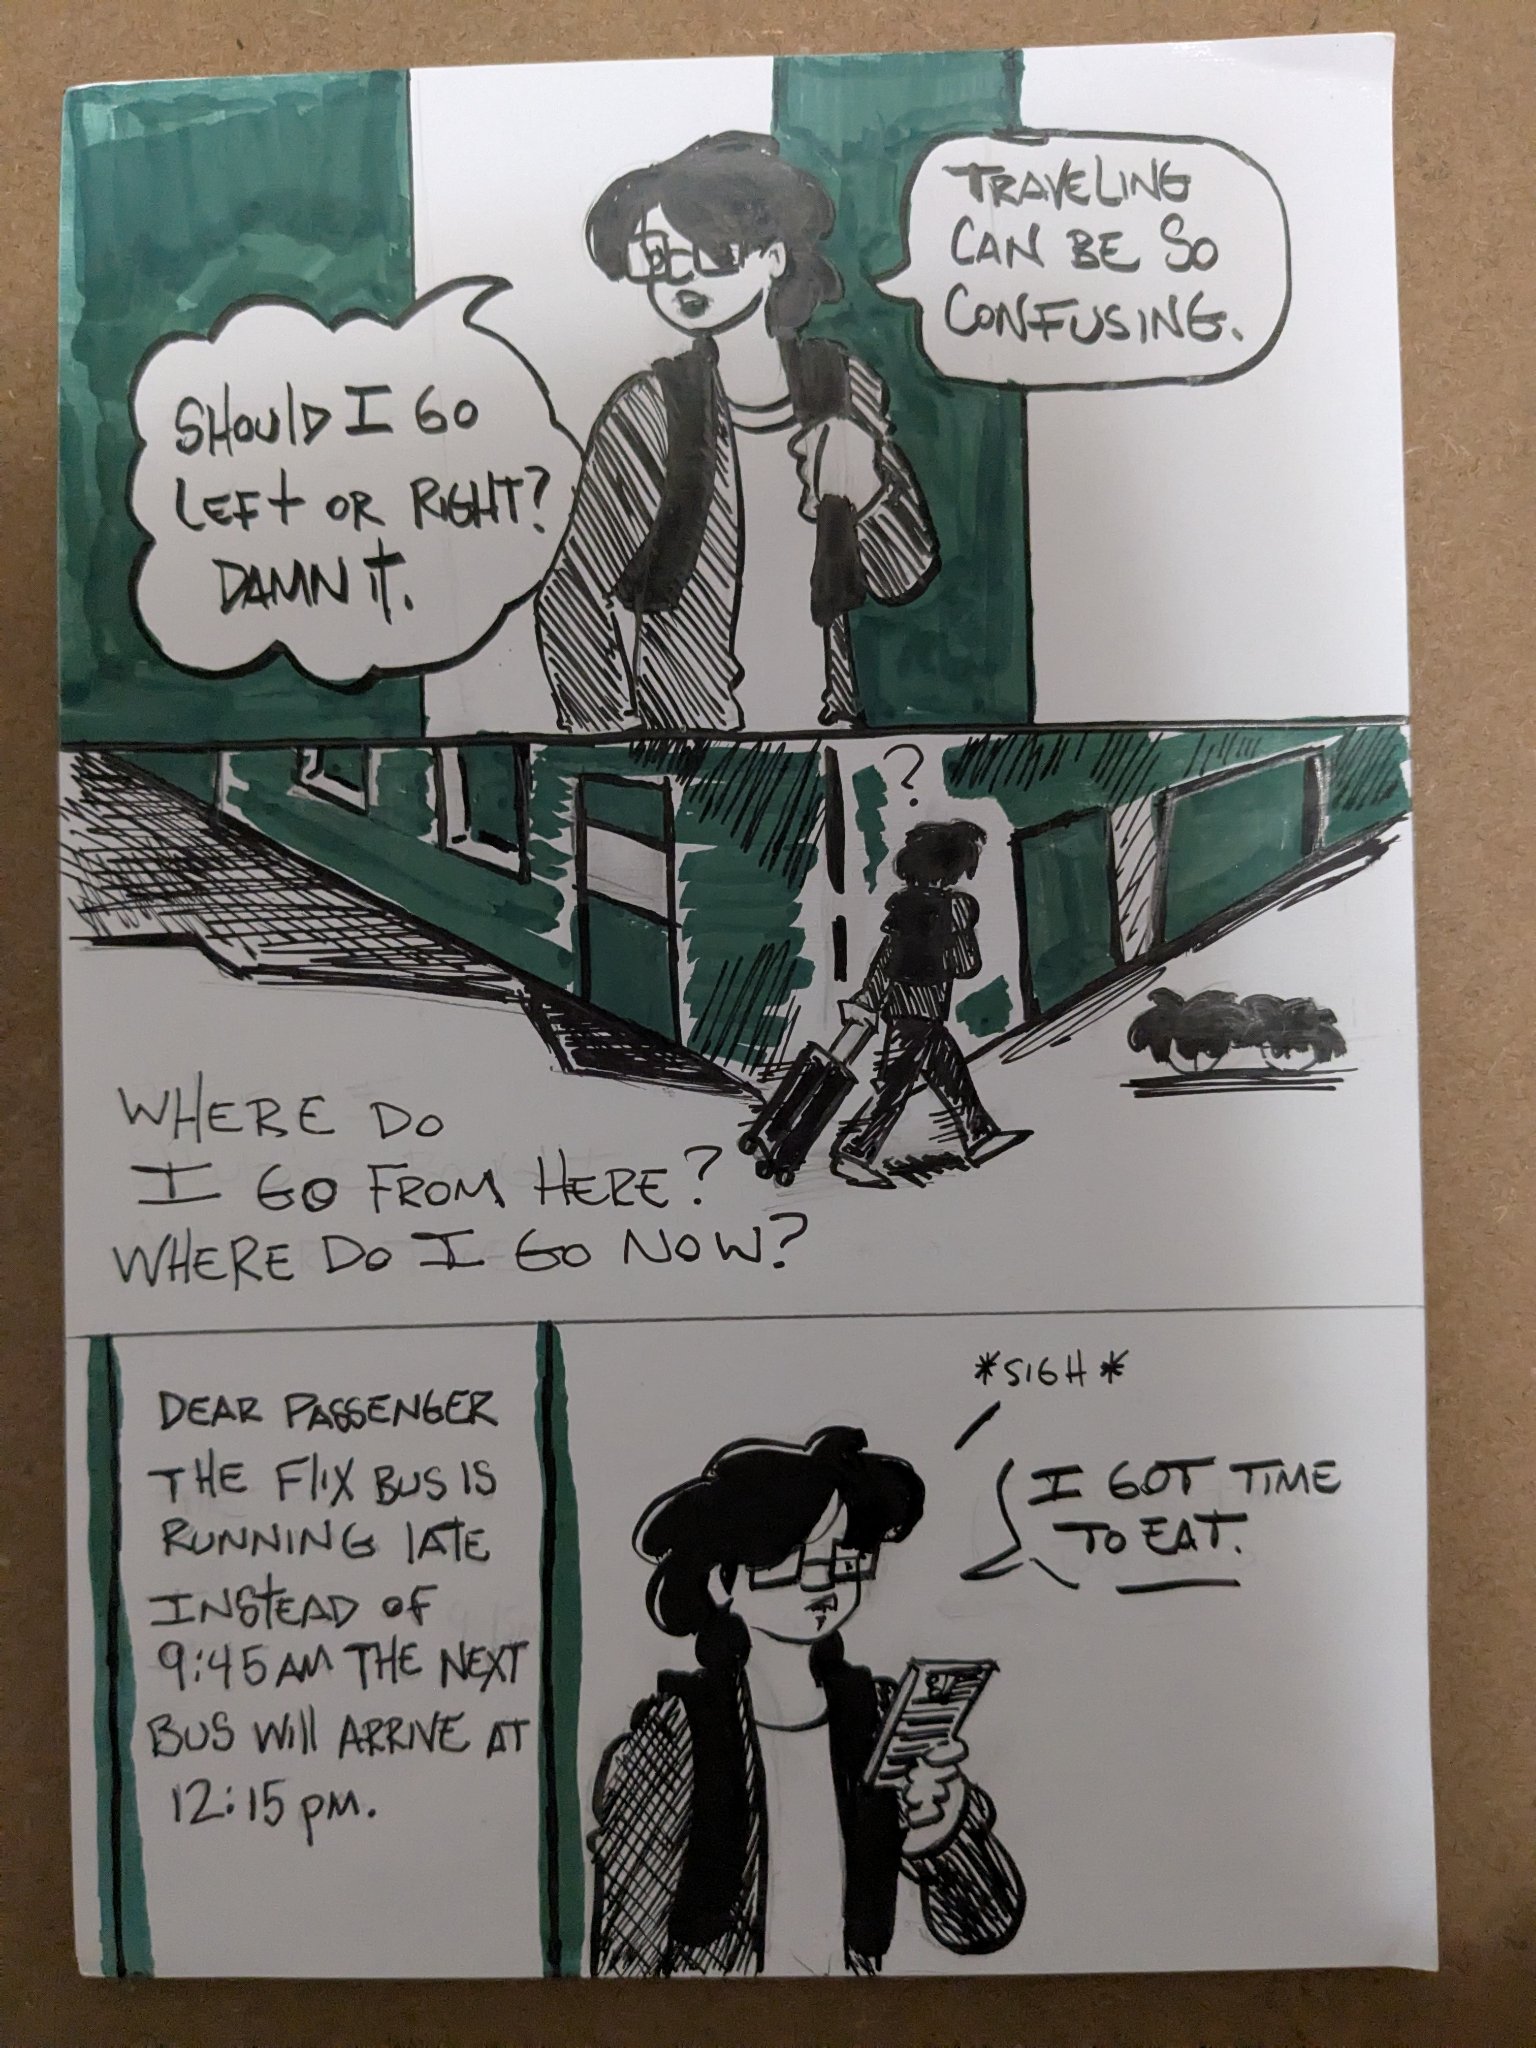 TRAVELING
CAN BE SO
CONFUSING.
SHOULD I GO
LEFT OR RIGHT?
DAMN IT.
?
WHERE DO
I GO FROM HERE?
WHERE DO I GO NOW?
DEAR PASSENGER
THE FLIX BUS IS
RUNNING LATE
INSTEAD OF
9:45 AM THE NEXT
BUS WILL ARRIVE AT
12:15 PM.
*SIGH*
I GOT TIME
TO EAT.